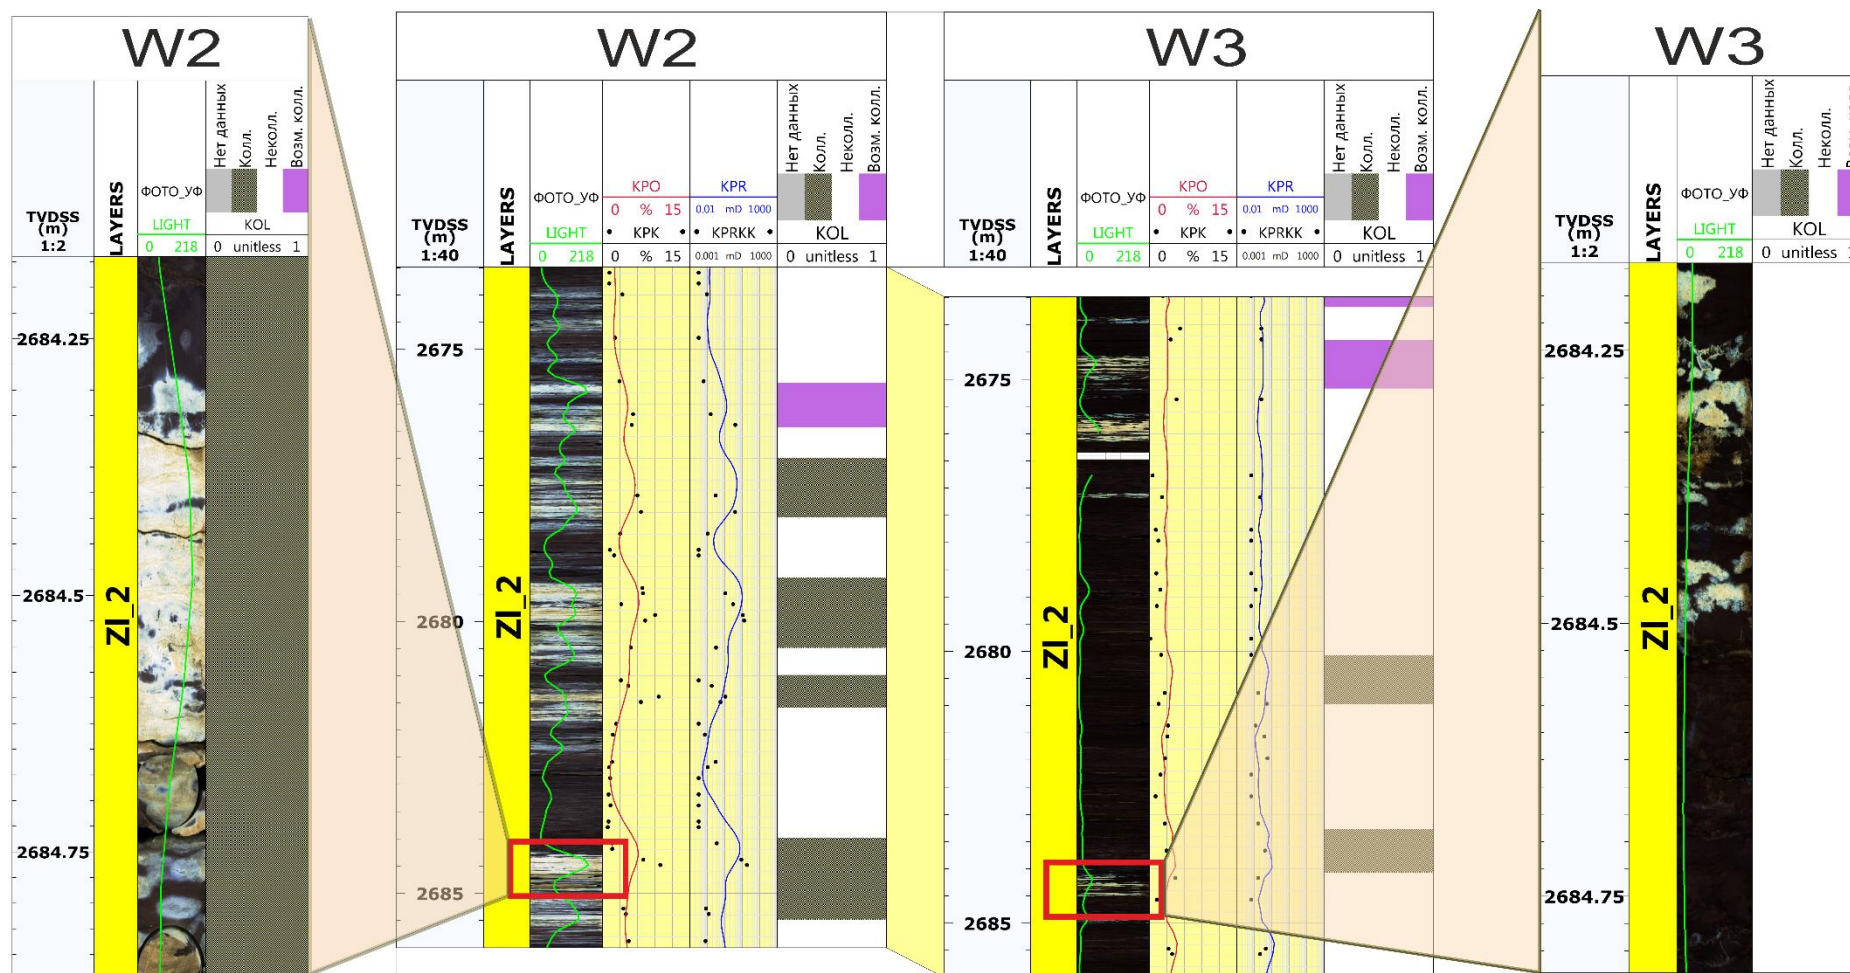 W2
TVDSS
(m)
1:2
LAYERS
ФОТО_УФ
LIGHT
0 218
Нет данных
Колл.
Неколл.
Возм. колл.
KOL
0 unitless 1
2684.25
2684.5
2684.75
ZI_2
W2
TVDSS
(m)
1:40
LAYERS
ФОТО_УФ
LIGHT
0 218
KPO
0 % 15
KPK
0 % 15
KPR
0.01 mD 1000
KPRKK
0.001 mD 1000
Нет данных
Колл.
Неколл.
Возм. колл.
KOL
0 unitless 1
2675
2680
2685
ZI_2
W3
TVDSS
(m)
1:40
LAYERS
ФОТО_УФ
LIGHT
0 218
KPO
0 % 15
KPK
0 % 15
KPR
0.01 mD 1000
KPRKK
0.001 mD 1000
Нет данных
Колл.
Неколл.
Возм. колл.
KOL
0 unitless 1
2675
2680
2685
ZI_2
W3
TVDSS
(m)
1:2
LAYERS
ФОТО_УФ
LIGHT
0 218
Нет данных
Колл.
Неколл.
KOL
0 unitless
2684.25
2684.5
2684.75
ZI_2